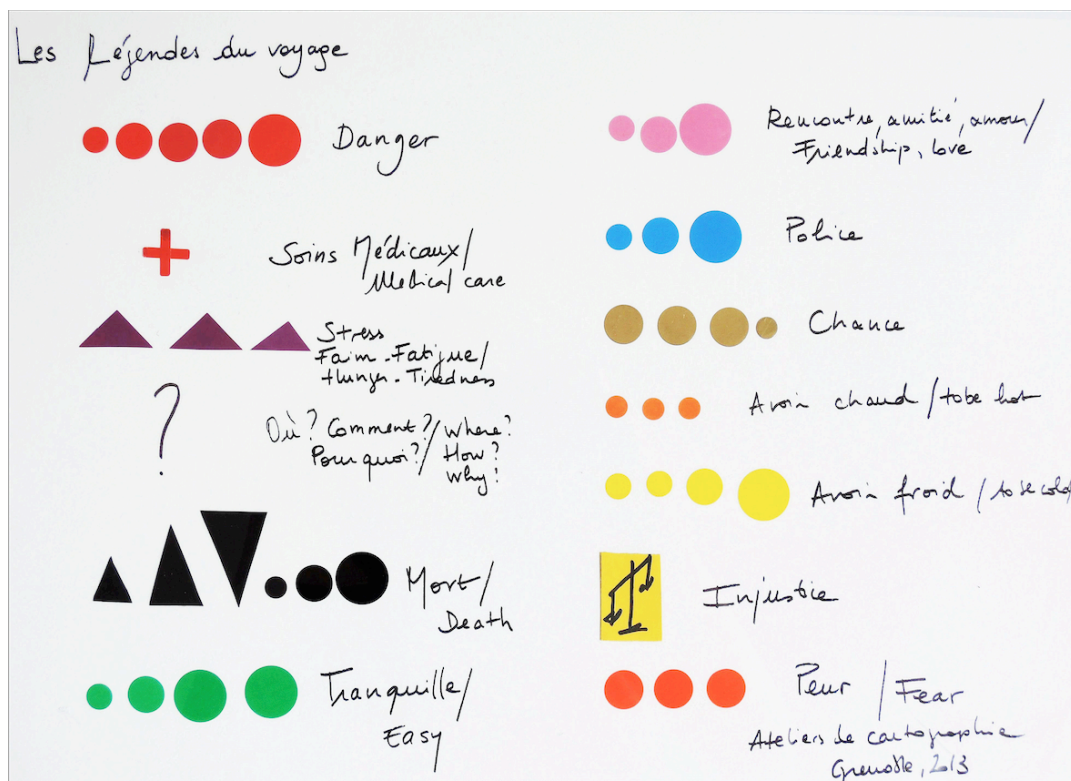 Les Légendes du voyage
Danger
Soins Médicaux/
Medical care
Stress
Faim-Fatigue/
Hunger-Tiredness
?
Où? Comment?/Where?
Pourquoi?/How?
Why?
Mort/
Death
Tranquille/
Easy
Rencontre, amitié, amour/
Friendship, love
Police
Chance
Avoir chaud/to be hot
Avoir froid/to be cold/
Injustice
Peur / Fear
Ateliers de cartographie
Grenoble, 2013